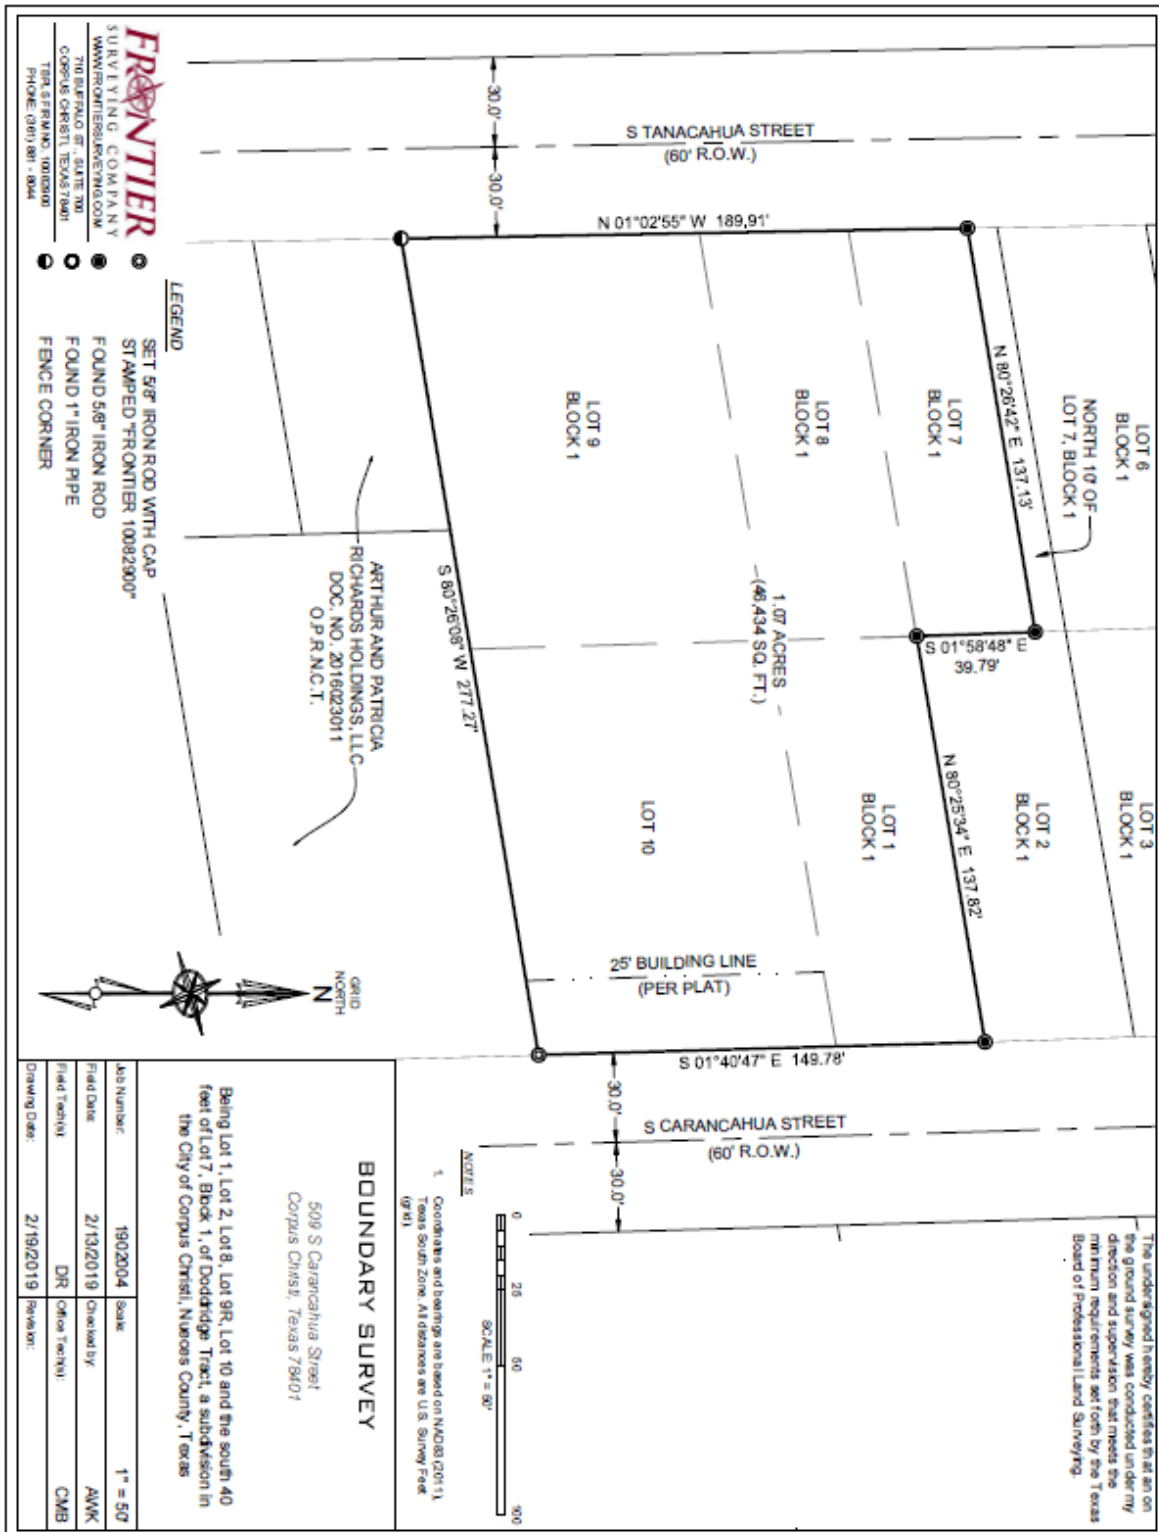 The undersigned hereby certifies that an on
the ground survey was conducted under my
direction and supervision that meets the
minimum requirements set forth by the Texas
Board of Professional Land Surveying.
S TANACAHUA STREET
(60' R.O.W.)
30.0'
30.0'
N 01°02'55" W 189.91'
LOT 6
BLOCK 1
NORTH 10' OF
LOT 7, BLOCK 1
N 80°26'42" E 137.13'
LOT 7
BLOCK 1
LOT 8
BLOCK 1
LOT 9
BLOCK 1
LOT 3
BLOCK 1
LOT 2
BLOCK 1
S 01°58'48" E
39.79'
N 80°25'34" E 137.82'
LOT 1
BLOCK 1
1.07 ACRES
(46,434 SQ. FT.)
LOT 10
25' BUILDING LINE
(PER PLAT)
S 80°26'08" W 277.27'
S 01°40'47" E 149.78'
30.0'
30.0'
S CARANCAHUA STREET
(60' R.O.W.)
ARTHUR AND PATRICIA
RICHARDS HOLDINGS, LLC
DOC. NO. 2016023011
O.P.R.N.C.T.
GRID
NORTH
N
0
25
50
100
SCALE: 1" = 50'
NOTES
1. Coordinates and bearings are based on NAD83 (2011),
Texas South Zone. All distances are U.S. Survey Feet
(grid).
LEGEND
SET 5/8" IRON ROD WITH CAP
STAMPED "FRONTIER 10082900"
FOUND 5/8" IRON ROD
FOUND 1" IRON PIPE
FENCE CORNER
FRONTIER
SURVEYING COMPANY
WWW.FRONTIERSURVEYING.COM
710 BUFFALO ST., SUITE 700
CORPUS CHRISTI, TEXAS 78401
TBPLS FIRM NO. 10082900
PHONE: (361) 881 - 8044
BOUNDARY SURVEY
509 S Carancahua Street
Corpus Christi, Texas 78401
Being Lot 1, Lot 2, Lot 8, Lot 9R, Lot 10 and the south 40
feet of Lot 7, Block 1, of Doddridge Tract, a subdivision in
the City of Corpus Christi, Nueces County, Texas
Job Number: 1902004 Scale: 1" = 50'
Field Date: 2/13/2019 Checked by: AWK
Field Tech(s): DR Office Tech(s): CMB
Drawing Date: 2/19/2019 Revision: